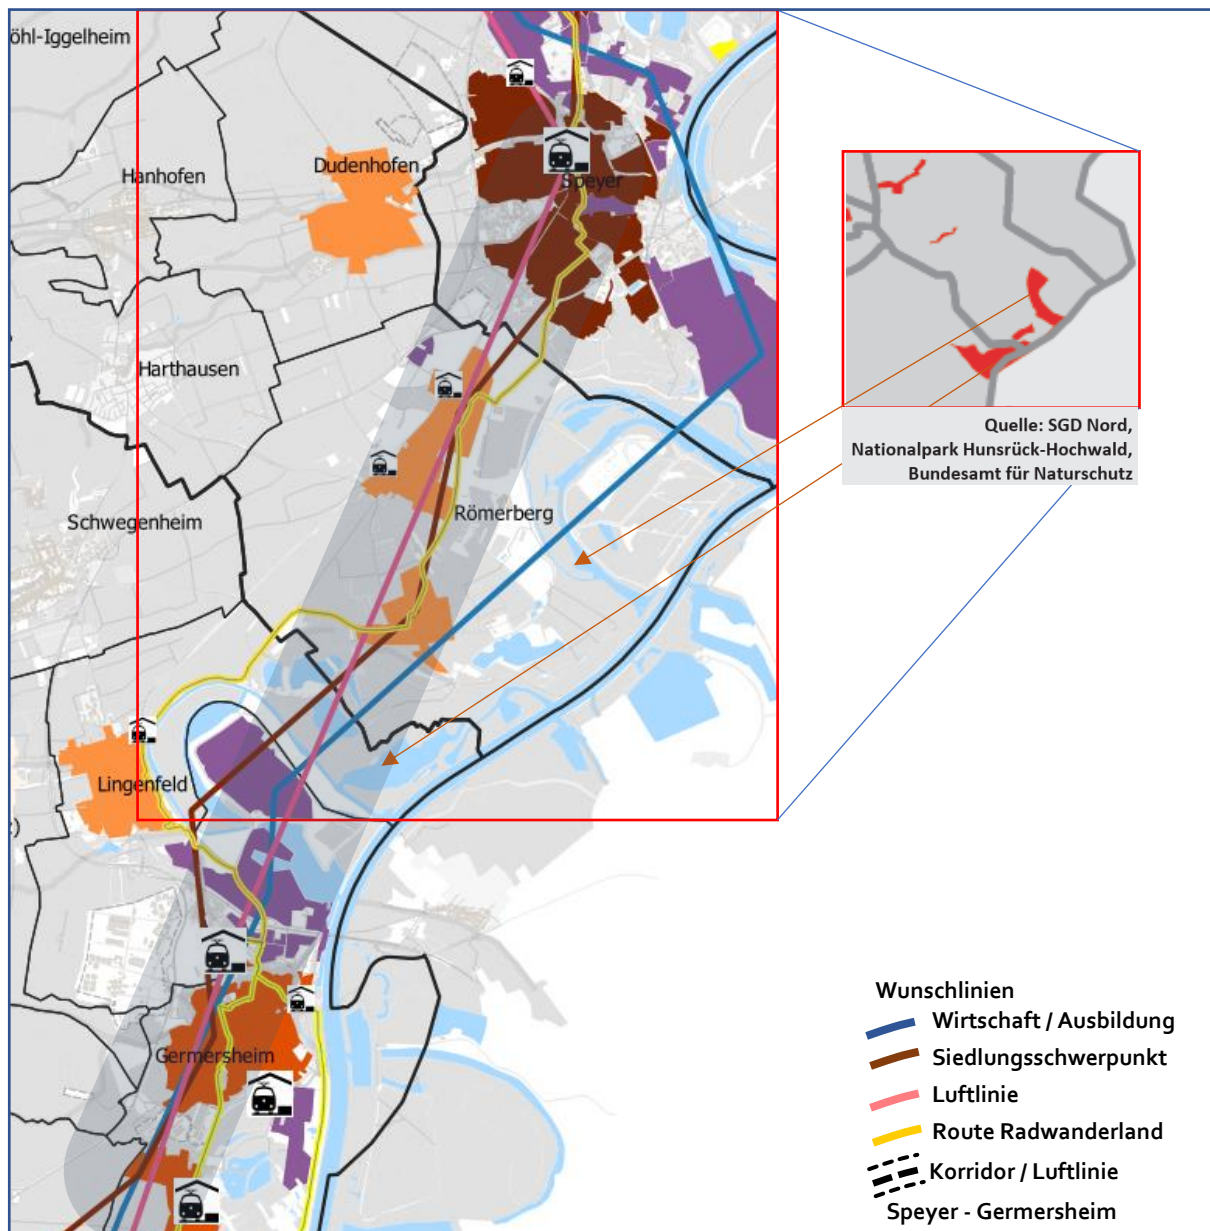 öhl-Iggelheim
Hanhofen
Dudenhofen
Speyer
Harthausen
Schwegenheim
Römerberg
Lingenfeld
Germersheim
Quelle: SGD Nord,
Nationalpark Hunsrück-Hochwald,
Bundesamt für Naturschutz
Wunschlinien
Wirtschaft / Ausbildung
Siedlungsschwerpunkt
Luftlinie
Route Radwanderland
Korridor / Luftlinie
Speyer - Germersheim